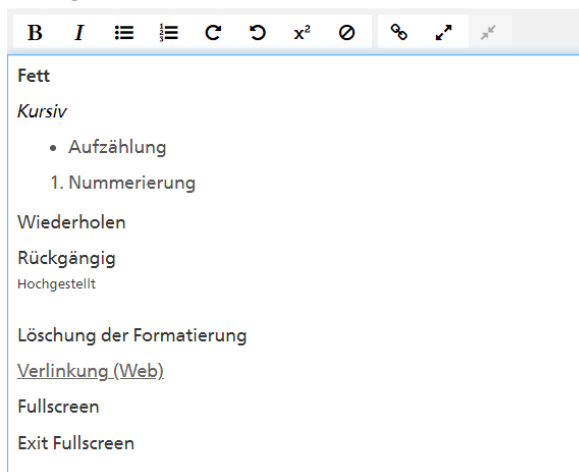 B I x²
Fett
Kursiv
• Aufzählung
1. Nummerierung
Wiederholen
Rückgängig
Hochgestellt
Löschung der Formatierung
Verlinkung (Web)
Fullscreen
Exit Fullscreen